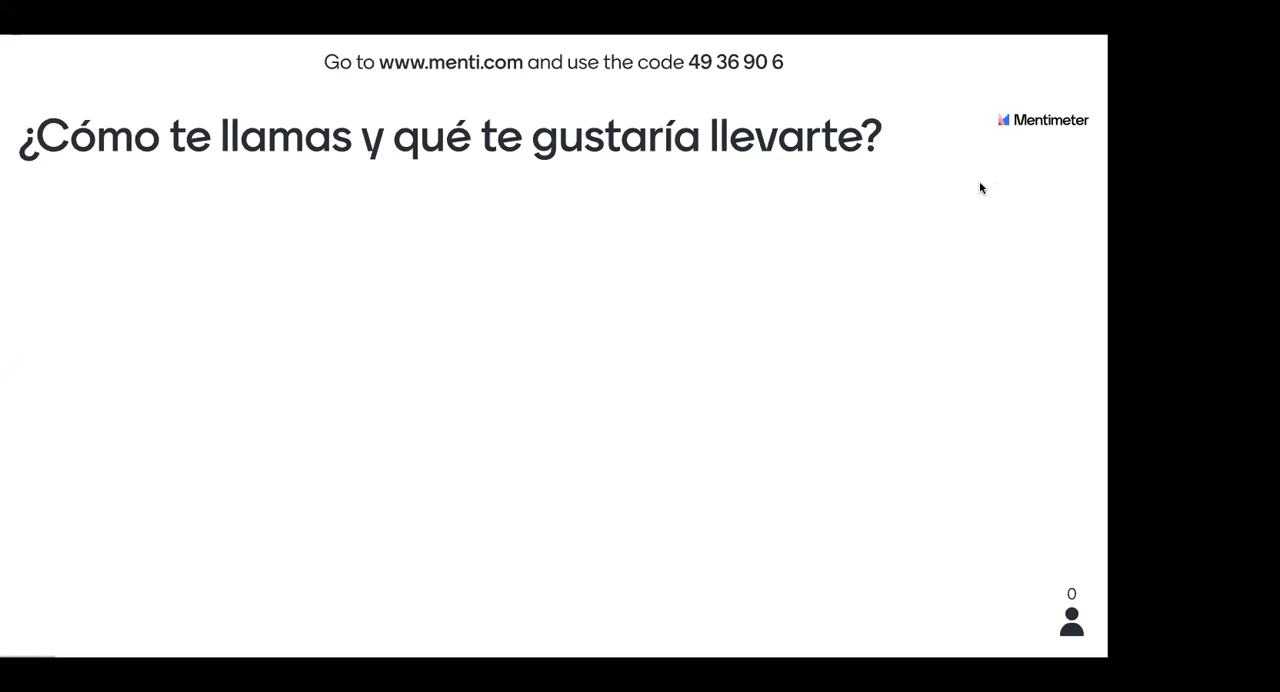 Go to www.menti.com and use the code 49 36 90 6
¿Cómo te llamas y qué te gustaría llevarte?
Mentimeter
0